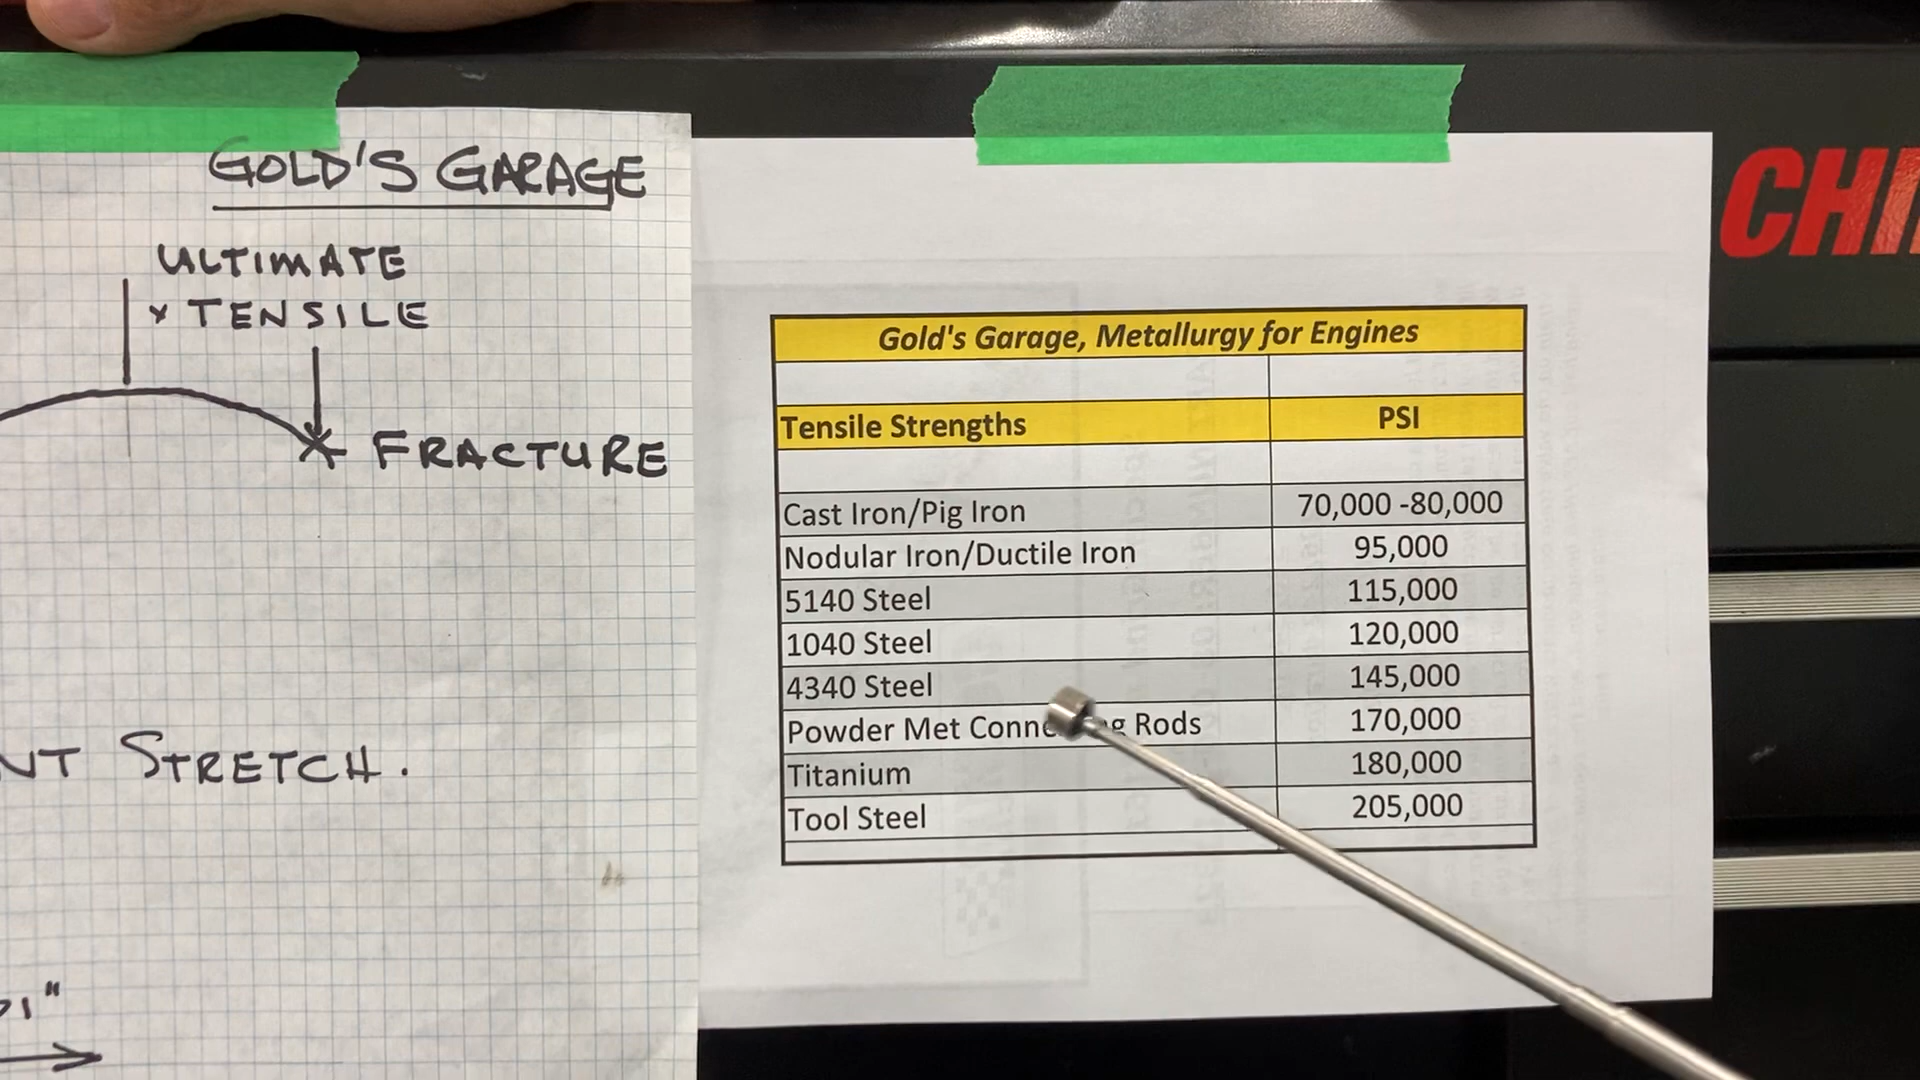 GOLD'S GARAGE
ULTIMATE
TENSILE
FRACTURE
STRETCH.
Gold's Garage, Metallurgy for Engines
Tensile Strengths PSI
Cast Iron/Pig Iron 70,000 -80,000
Nodular Iron/Ductile Iron 95,000
5140 Steel 115,000
1040 Steel 120,000
4340 Steel 145,000
Powder Met Connecting Rods 170,000
Titanium 180,000
Tool Steel 205,000